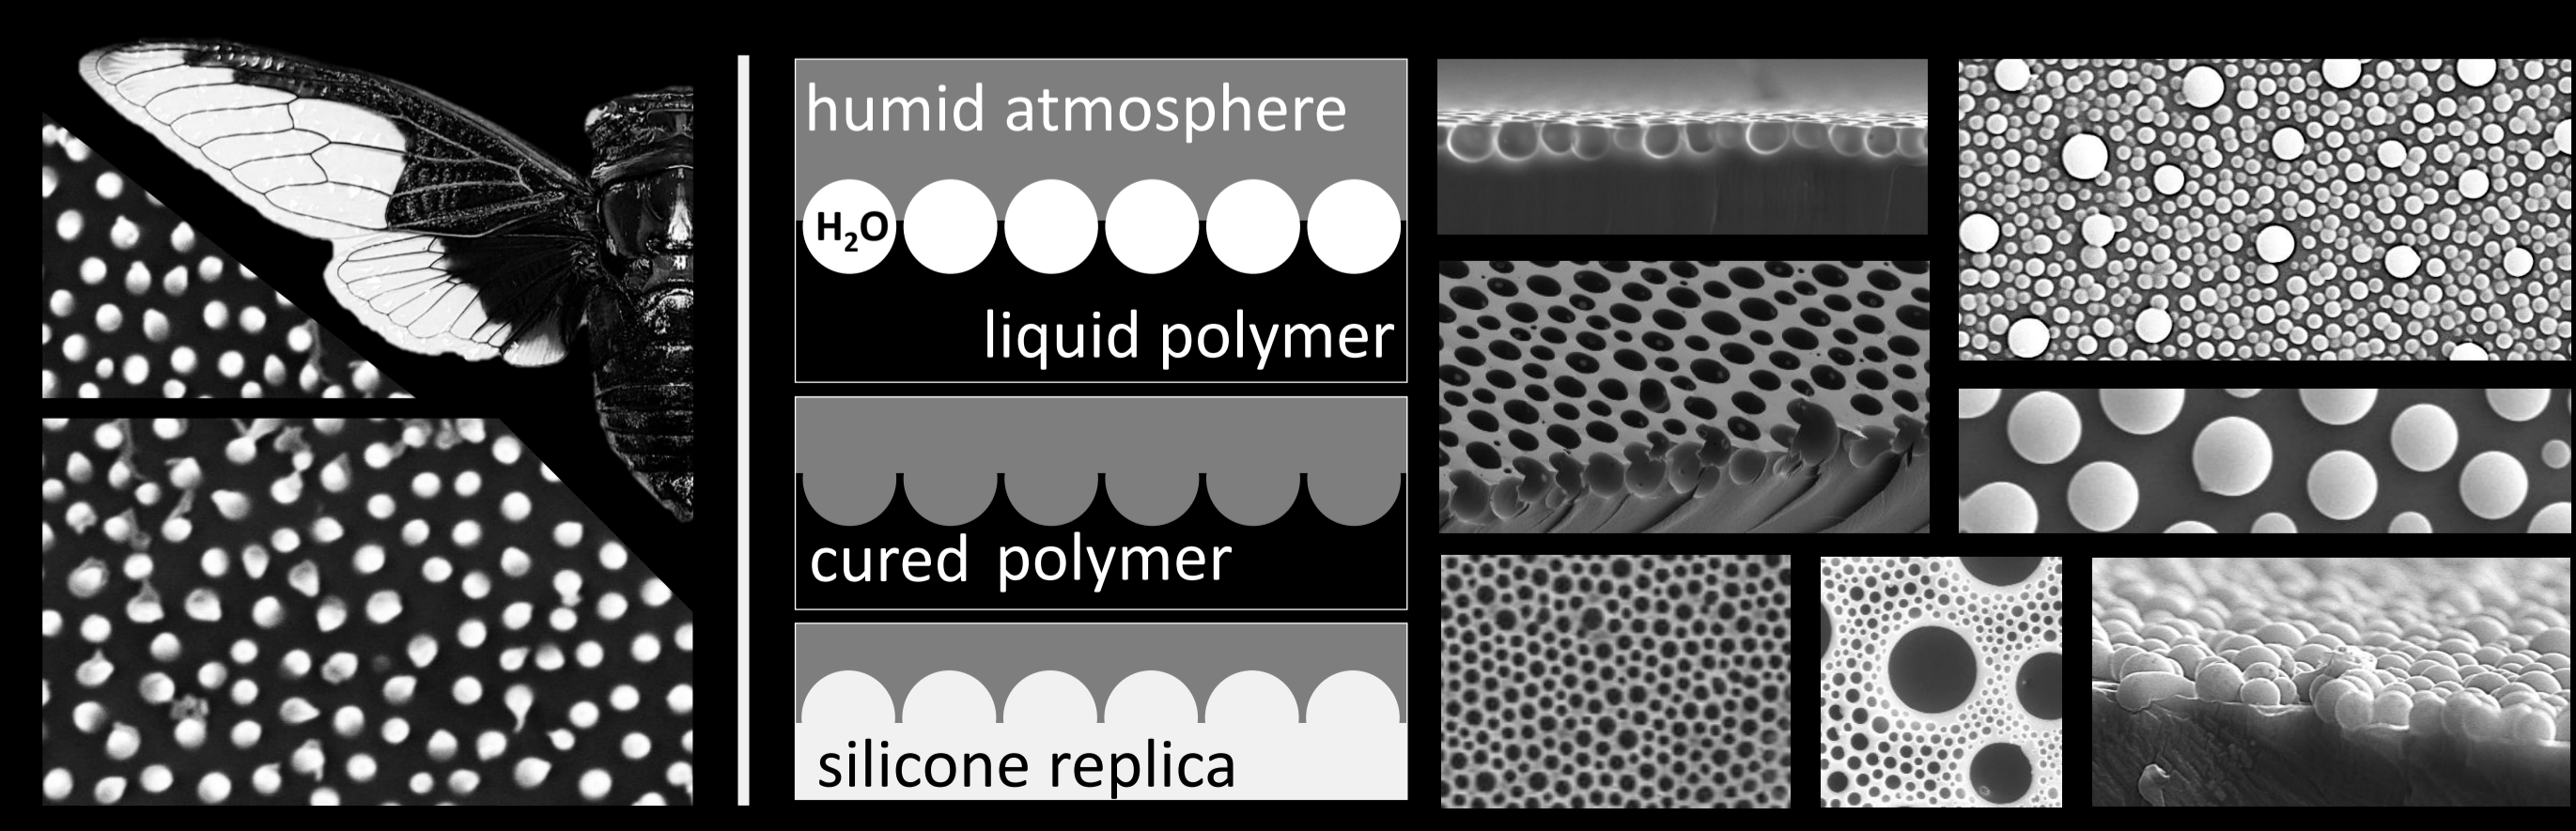 humid atmosphere
H₂O
liquid polymer
cured polymer
silicone replica